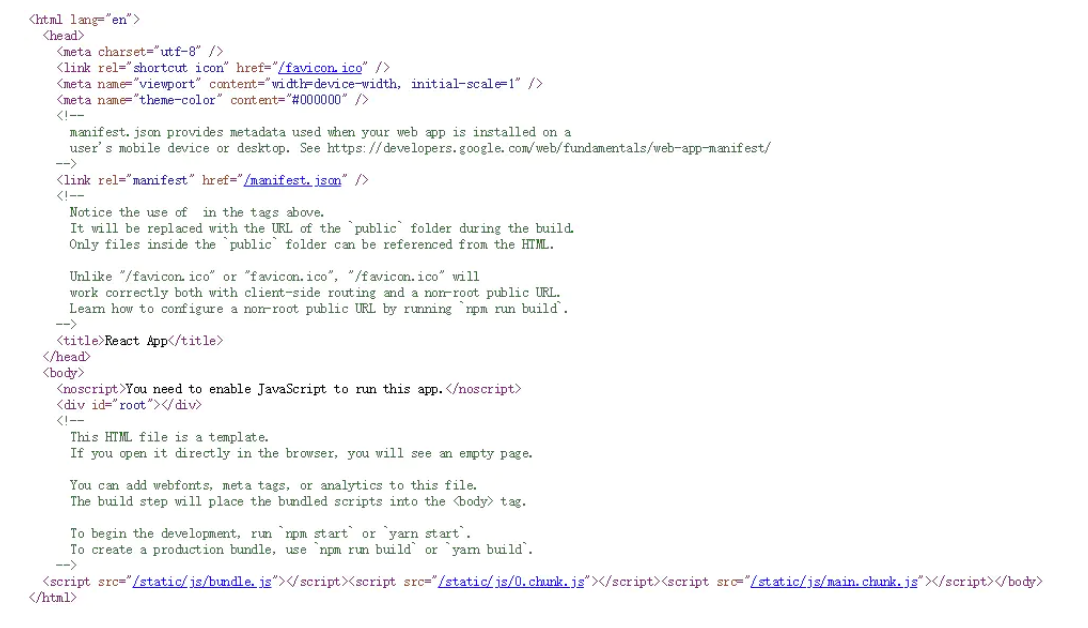 <html lang="en">
<head>
<meta charset="utf-8" />
<link rel="shortcut icon" href="/favicon.ico" />
<meta name="viewport" content="width=device-width, initial-scale=1" />
<meta name="theme-color" content="#000000" />
<!--
manifest.json provides metadata used when your web app is installed on a
user's mobile device or desktop. See https://developers.google.com/web/fundamentals/web-app-manifest/
-->
<link rel="manifest" href="/manifest.json" />
<!--
Notice the use of  in the tags above.
It will be replaced with the URL of the `public` folder during the build.
Only files inside the `public` folder can be referenced from the HTML.
Unlike "/favicon.ico" or "favicon.ico", "/favicon.ico" will
work correctly both with client-side routing and a non-root public URL.
Learn how to configure a non-root public URL by running `npm run build`.
-->
<title>React App</title>
</head>
<body>
<noscript>You need to enable JavaScript to run this app.</noscript>
<div id="root"></div>
<!--
This HTML file is a template.
If you open it directly in the browser, you will see an empty page.
You can add webfonts, meta tags, or analytics to this file.
The build step will place the bundled scripts into the <body> tag.
To begin the development, run `npm start` or `yarn start`.
To create a production bundle, use `npm run build` or `yarn build`.
-->
<script src="/static/js/bundle.js"></script><script src="/static/js/0.chunk.js"></script><script src="/static/js/main.chunk.js"></script></body>
</html>